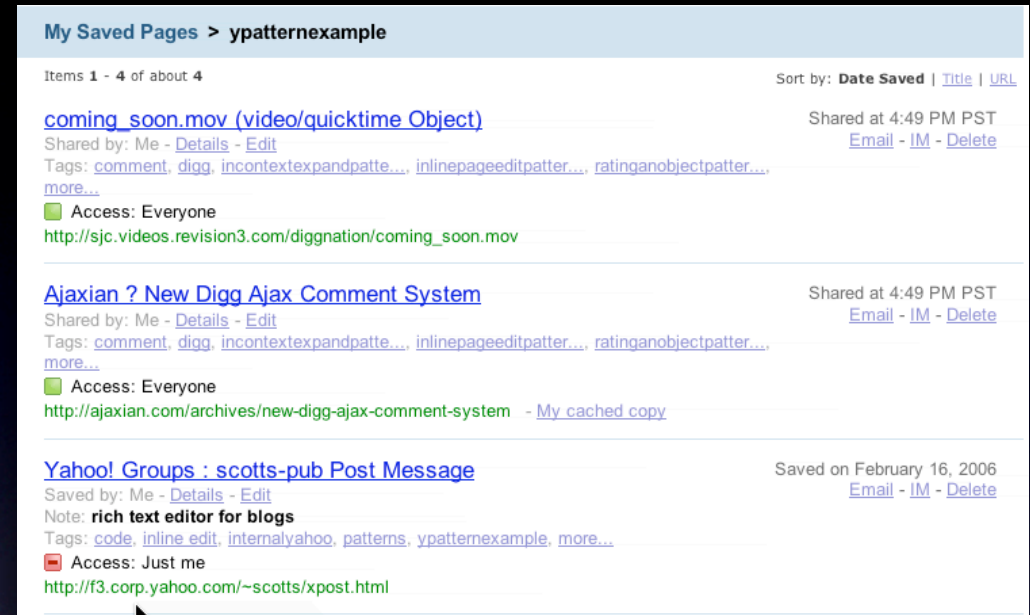 My Saved Pages > ypatternexample
Items 1 - 4 of about 4
Sort by: Date Saved | Title | URL
coming_soon.mov (video/quicktime Object)
Shared at 4:49 PM PST
Shared by: Me - Details - Edit
Email - IM - Delete
Tags: comment, digg, incontextexpandpatte..., inlinepageeditpatter..., ratinganobjectpatter...,
more...
Access: Everyone
http://sjc.videos.revision3.com/diggnation/coming_soon.mov
Ajaxian ? New Digg Ajax Comment System
Shared at 4:49 PM PST
Shared by: Me - Details - Edit
Email - IM - Delete
Tags: comment, digg, incontextexpandpatte..., inlinepageeditpatter..., ratinganobjectpatter...,
more...
Access: Everyone
http://ajaxian.com/archives/new-digg-ajax-comment-system - My cached copy
Yahoo! Groups : scotts-pub Post Message
Saved on February 16, 2006
Saved by: Me - Details - Edit
Email - IM - Delete
Note: rich text editor for blogs
Tags: code, inline edit, internalyahoo, patterns, ypatternexample, more...
Access: Just me
http://f3.corp.yahoo.com/~scotts/xpost.html